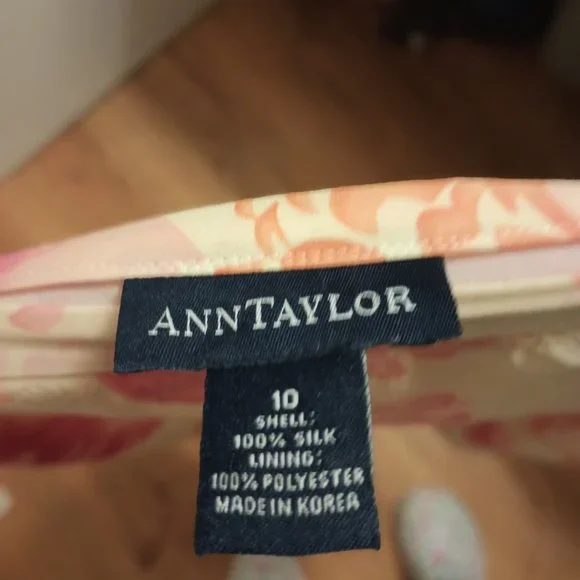 ANNTAYLOR
10
SHELL:
100% SILK
LINING:
100% POLYESTER
MADE IN KOREA